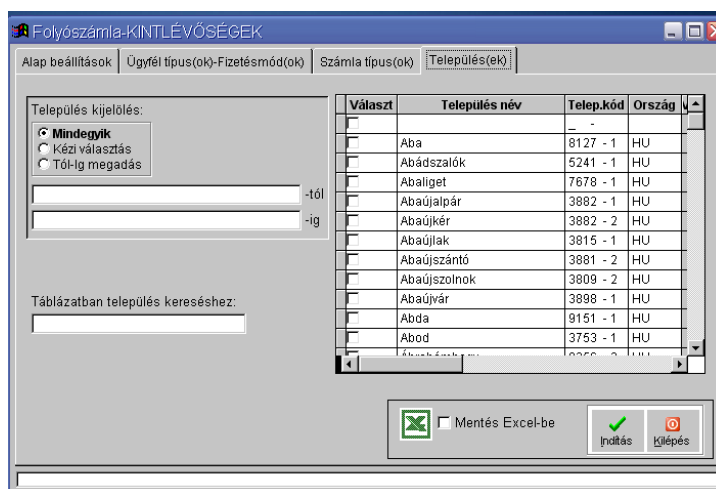 Folyószámla-KINTLÉVŐSÉGEK
Alap beállítások Ügyfél típus(ok)-Fizetésmód(ok) Számla típus(ok) Település(ek)
Település kijelölés:
Mindegyik
Kézi választás
Tól-Ig megadás
-tól
-ig
Táblázatban település kereséshez:
Választ Település név Telep.kód Ország
_ -
Aba 8127 - 1 HU
Abádszalók 5241 - 1 HU
Abaliget 7678 - 1 HU
Abaújalpár 3882 - 1 HU
Abaújkér 3882 - 2 HU
Abaújlak 3815 - 1 HU
Abaújszántó 3881 - 2 HU
Abaújszolnok 3809 - 2 HU
Abaújvár 3898 - 1 HU
Abda 9151 - 1 HU
Abod 3753 - 1 HU
Mentés Excel-be
Indítás Kilépés